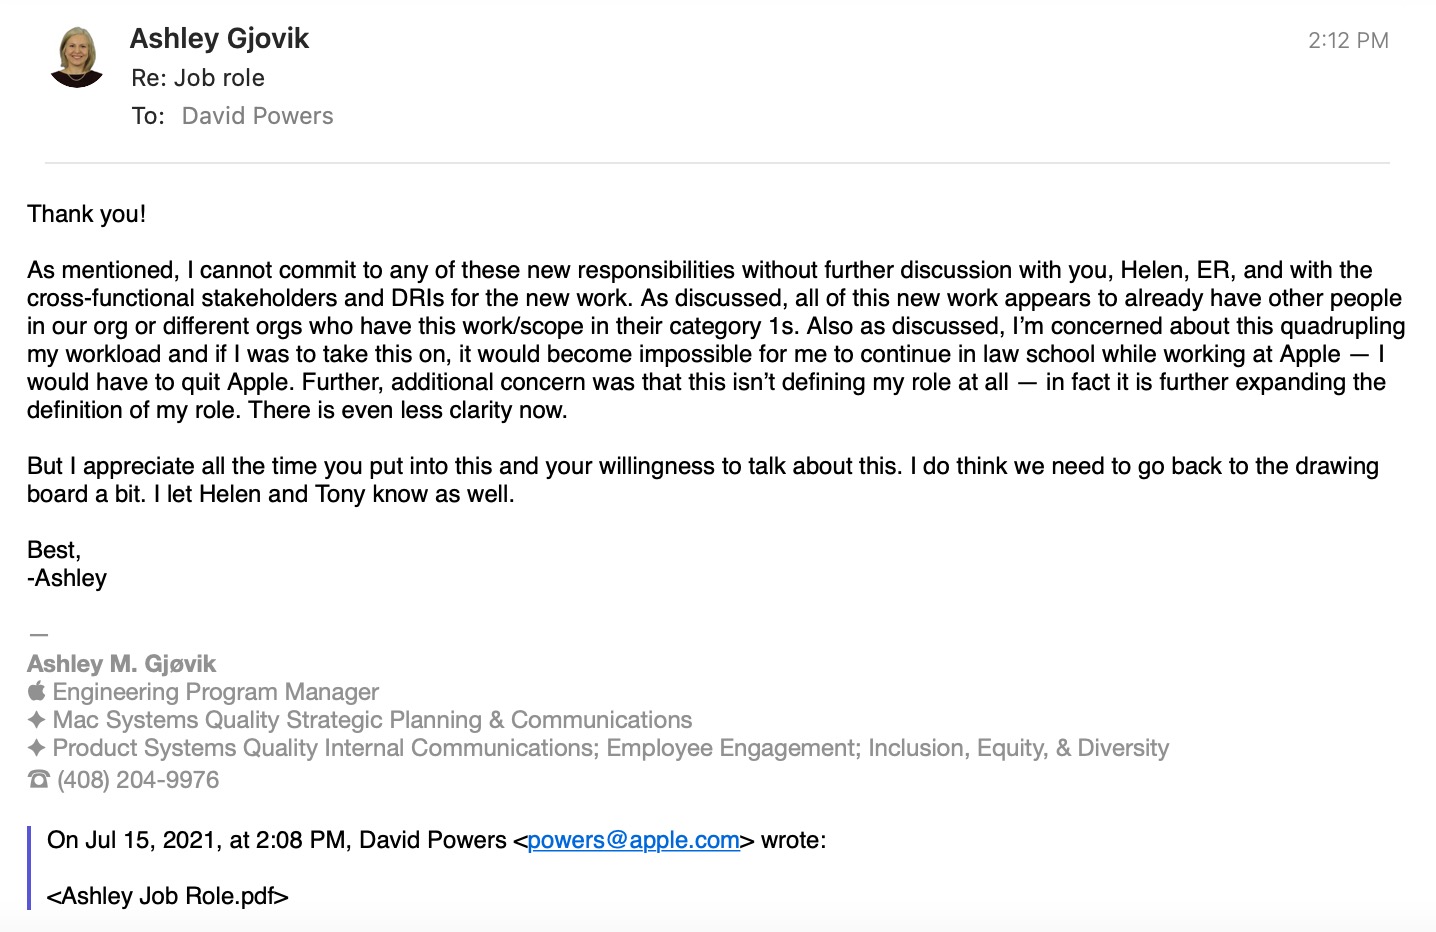 Ashley Gjovik
2:12 PM
Re: Job role
To: David Powers
Thank you!
As mentioned, I cannot commit to any of these new responsibilities without further discussion with you, Helen, ER, and with the
cross-functional stakeholders and DRIs for the new work. As discussed, all of this new work appears to already have other people
in our org or different orgs who have this work/scope in their category 1s. Also as discussed, I’m concerned about this quadrupling
my workload and if I was to take this on, it would become impossible for me to continue in law school while working at Apple — I
would have to quit Apple. Further, additional concern was that this isn’t defining my role at all — in fact it is further expanding the
definition of my role. There is even less clarity now.
But I appreciate all the time you put into this and your willingness to talk about this. I do think we need to go back to the drawing
board a bit. I let Helen and Tony know as well.
Best,
-Ashley
—
Ashley M. Gjøvik
 Engineering Program Manager
✦ Mac Systems Quality Strategic Planning & Communications
✦ Product Systems Quality Internal Communications; Employee Engagement; Inclusion, Equity, & Diversity
☎ (408) 204-9976
On Jul 15, 2021, at 2:08 PM, David Powers <powers@apple.com> wrote:
<Ashley Job Role.pdf>